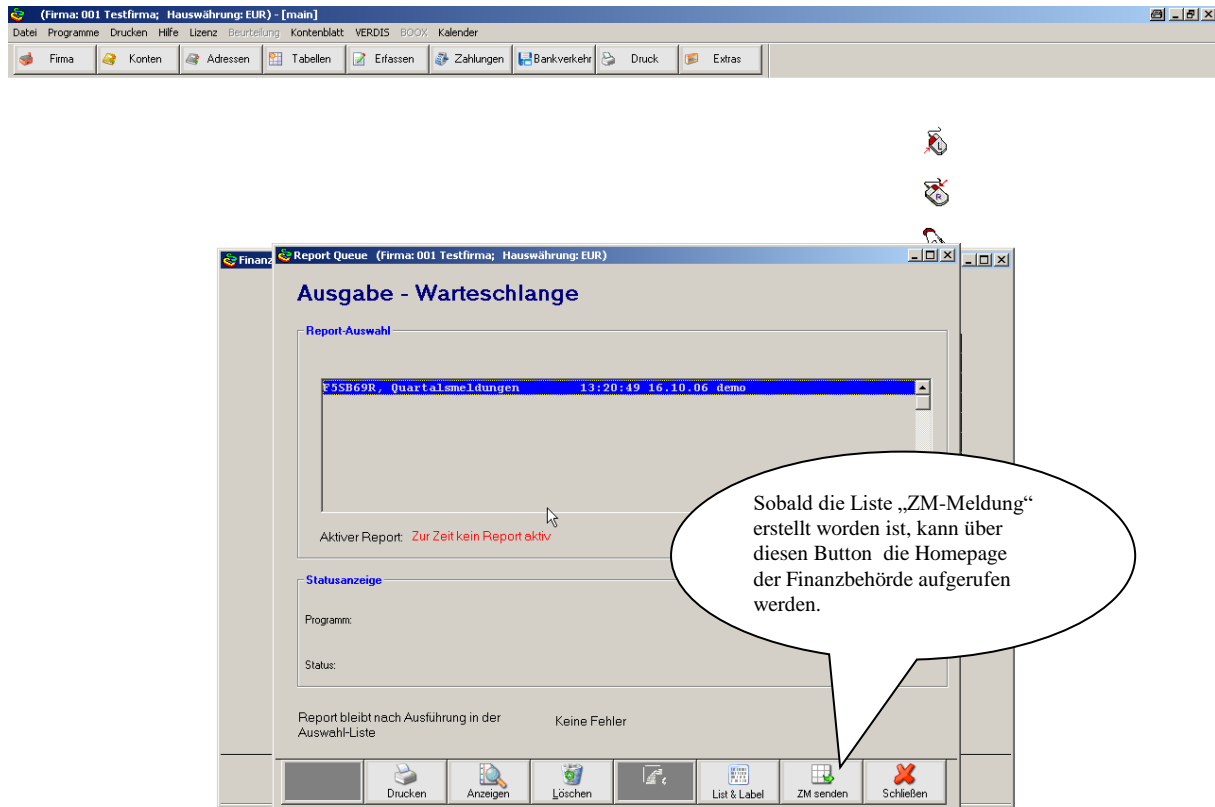 (Firma: 001 Testfirma; Hauswährung: EUR) - [main]
Datei Programme Drucken Hilfe Lizenz Beurteilung Kontenblatt VERDIS BOOX Kalender
Firma Konten Adressen Tabellen Erfassen Zahlungen Bankverkehr Druck Extras
L
R
Finanz
Report Queue (Firma: 001 Testfirma; Hauswährung: EUR)
Ausgabe - Warteschlange
Report-Auswahl
F5SB69R, Quartalsmeldungen 13:20:49 16.10.06 demo
Aktiver Report: Zur Zeit kein Report aktiv
Sobald die Liste „ZM-Meldung“
erstellt worden ist, kann über
diesen Button die Homepage
der Finanzbehörde aufgerufen
werden.
Statusanzeige
Programm:
Status:
Report bleibt nach Ausführung in der
Auswahl-Liste
Keine Fehler
Drucken Anzeigen Löschen List & Label ZM senden Schließen